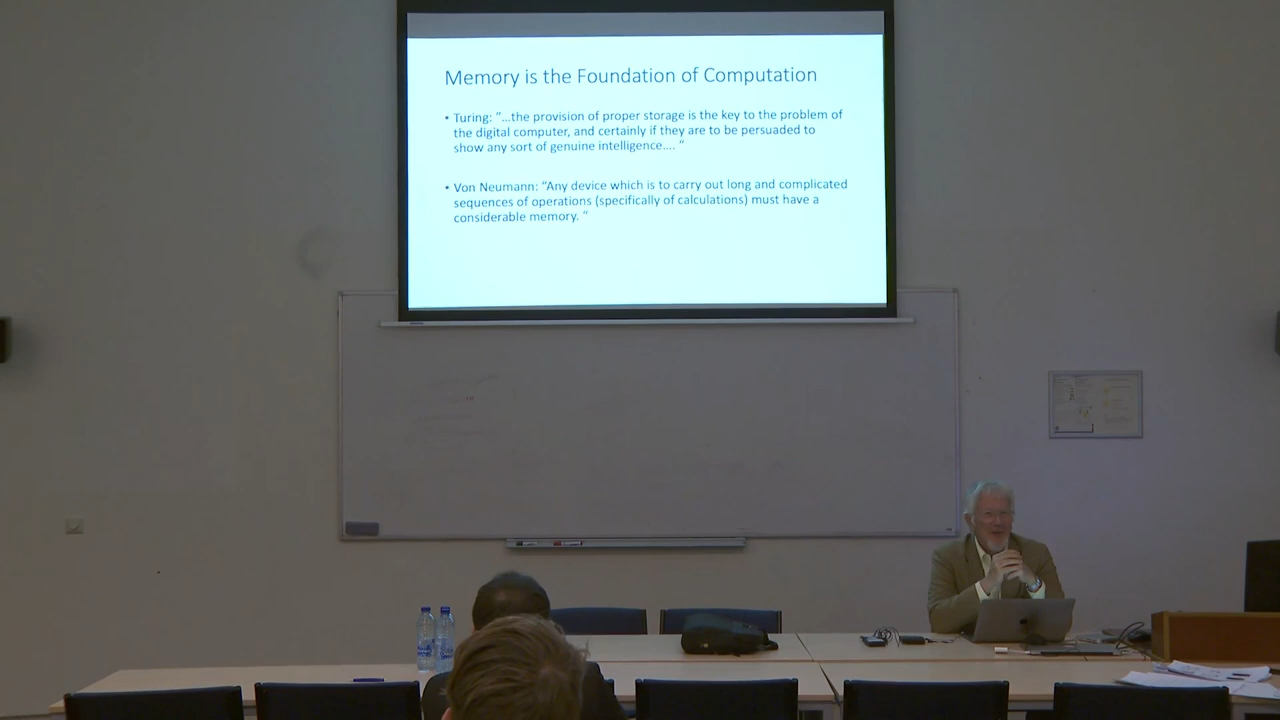 Memory is the Foundation of Computation
• Turing: “…the provision of proper storage is the key to the problem of
the digital computer, and certainly if they are to be persuaded to
show any sort of genuine intelligence…. “
• Von Neumann: “Any device which is to carry out long and complicated
sequences of operations (specifically of calculations) must have a
considerable memory. “